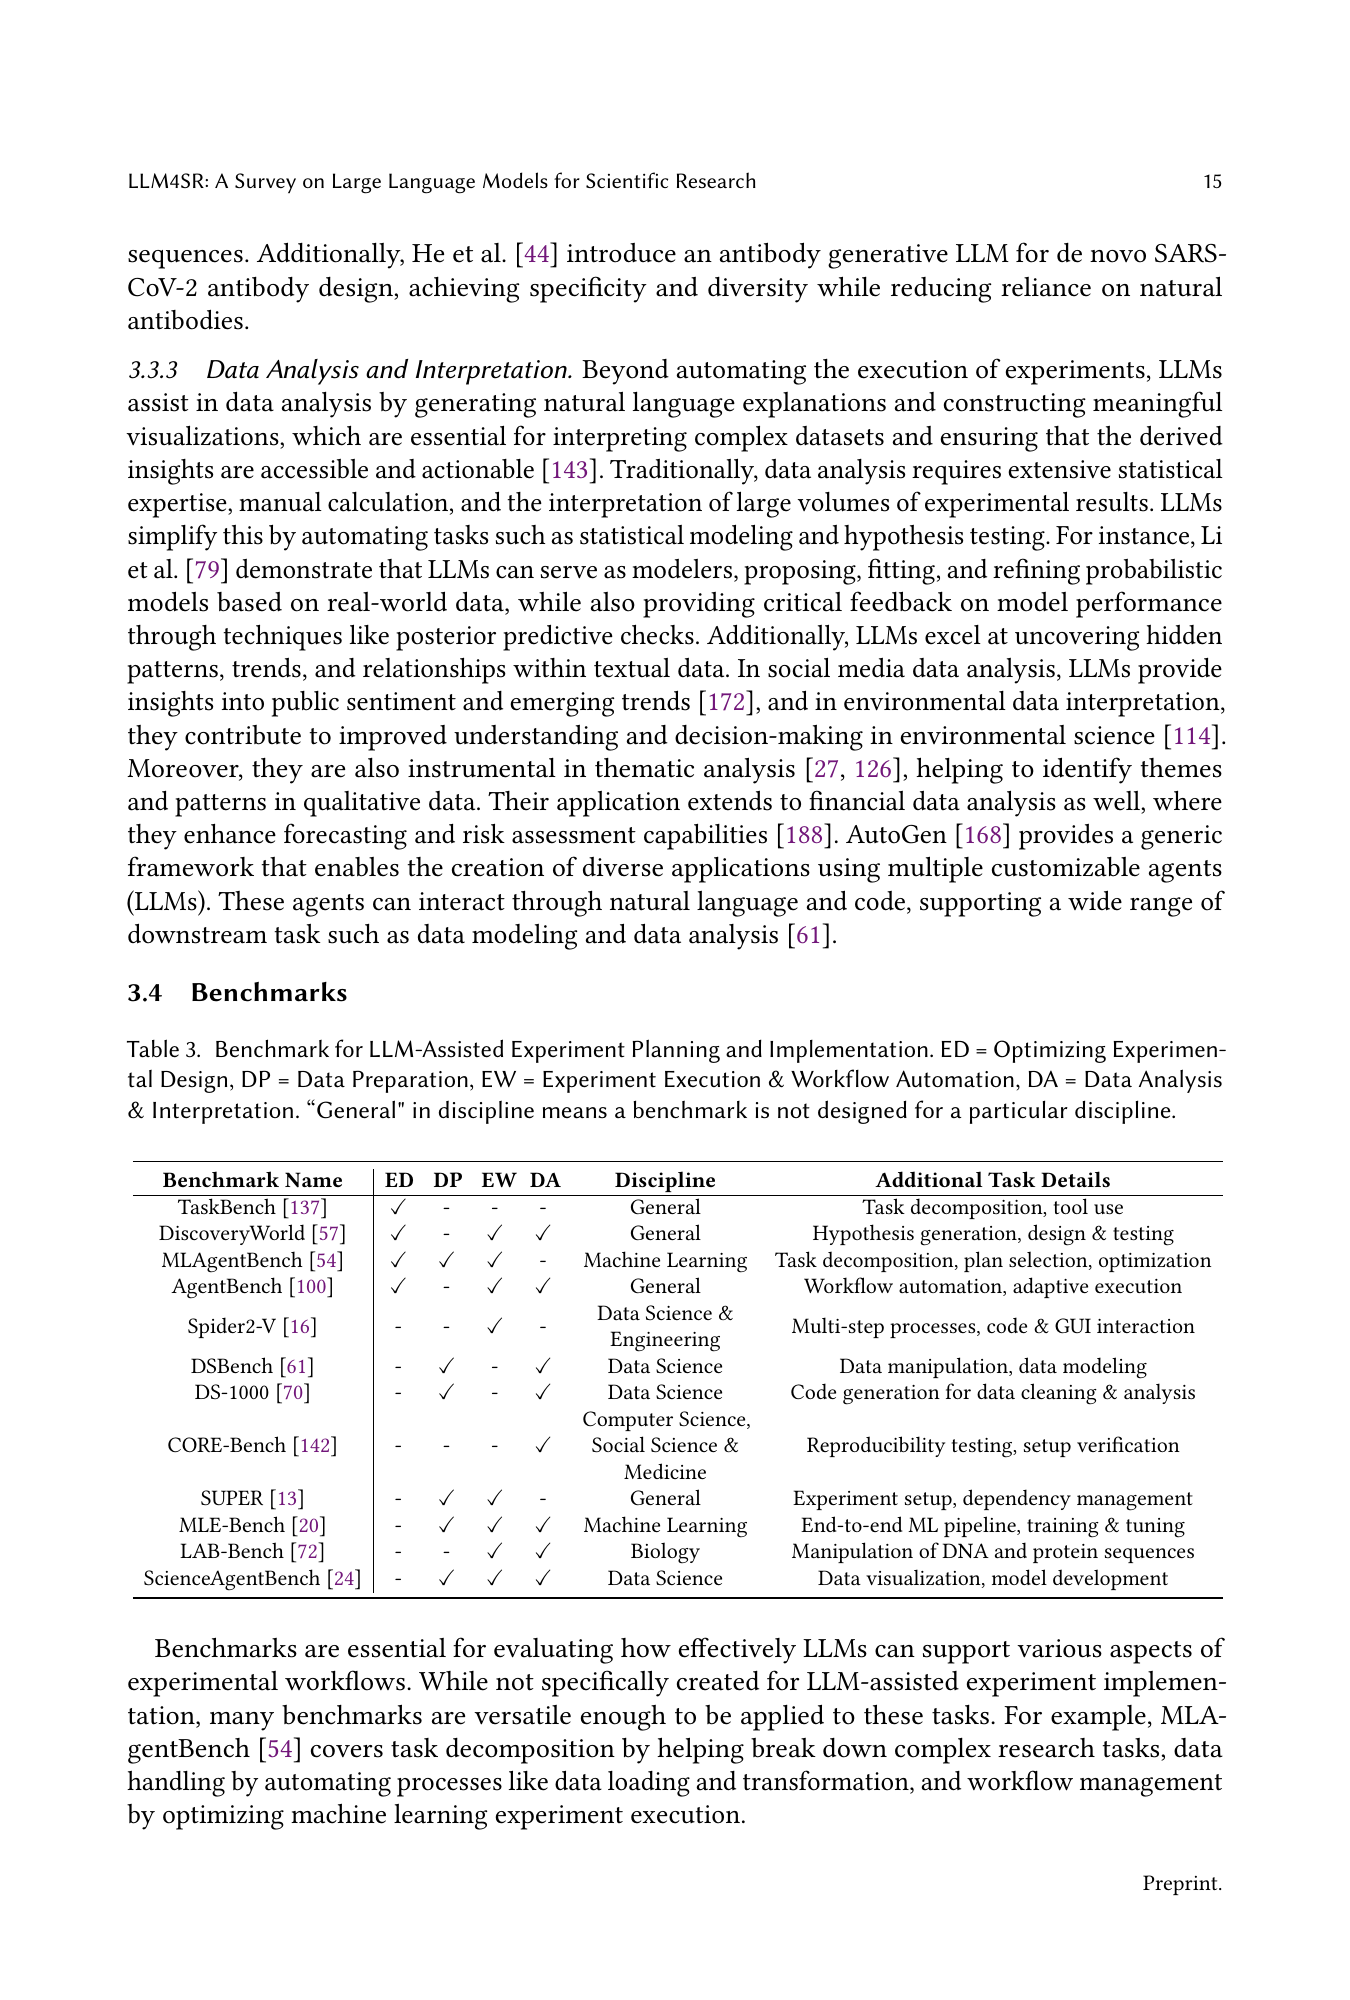 LLM4SR: A Survey on Large Language Models for Scientific Research 15
sequences. Additionally, He et al. [44] introduce an antibody generative LLM for de novo SARS-
CoV-2 antibody design, achieving specificity and diversity while reducing reliance on natural
antibodies.
3.3.3 Data Analysis and Interpretation. Beyond automating the execution of experiments, LLMs
assist in data analysis by generating natural language explanations and constructing meaningful
visualizations, which are essential for interpreting complex datasets and ensuring that the derived
insights are accessible and actionable [143]. Traditionally, data analysis requires extensive statistical
expertise, manual calculation, and the interpretation of large volumes of experimental results. LLMs
simplify this by automating tasks such as statistical modeling and hypothesis testing. For instance, Li
et al. [79] demonstrate that LLMs can serve as modelers, proposing, fitting, and refining probabilistic
models based on real-world data, while also providing critical feedback on model performance
through techniques like posterior predictive checks. Additionally, LLMs excel at uncovering hidden
patterns, trends, and relationships within textual data. In social media data analysis, LLMs provide
insights into public sentiment and emerging trends [172], and in environmental data interpretation,
they contribute to improved understanding and decision-making in environmental science [114].
Moreover, they are also instrumental in thematic analysis [27, 126], helping to identify themes
and patterns in qualitative data. Their application extends to financial data analysis as well, where
they enhance forecasting and risk assessment capabilities [188]. AutoGen [168] provides a generic
framework that enables the creation of diverse applications using multiple customizable agents
(LLMs). These agents can interact through natural language and code, supporting a wide range of
downstream task such as data modeling and data analysis [61].
3.4 Benchmarks
Table 3. Benchmark for LLM-Assisted Experiment Planning and Implementation. ED = Optimizing Experimen-
tal Design, DP = Data Preparation, EW = Experiment Execution & Workflow Automation, DA = Data Analysis
& Interpretation. “General" in discipline means a benchmark is not designed for a particular discipline.
Benchmark Name ED DP EW DA Discipline Additional Task Details
TaskBench [137] ✓ - - - General Task decomposition, tool use
DiscoveryWorld [57] ✓ - ✓ ✓ General Hypothesis generation, design & testing
MLAgentBench [54] ✓ ✓ ✓ - Machine Learning Task decomposition, plan selection, optimization
AgentBench [100] ✓ - ✓ ✓ General Workflow automation, adaptive execution
Data Science &
Spider2-V [16] - - ✓ - Multi-step processes, code & GUI interaction
Engineering
DSBench [61] - ✓ - ✓ Data Science Data manipulation, data modeling
DS-1000 [70] - ✓ - ✓ Data Science Code generation for data cleaning & analysis
Computer Science,
CORE-Bench [142] - - - ✓ Social Science & Reproducibility testing, setup verification
Medicine
SUPER [13] - ✓ ✓ - General Experiment setup, dependency management
MLE-Bench [20] - ✓ ✓ ✓ Machine Learning End-to-end ML pipeline, training & tuning
LAB-Bench [72] - - ✓ ✓ Biology Manipulation of DNA and protein sequences
ScienceAgentBench [24] - ✓ ✓ ✓ Data Science Data visualization, model development
Benchmarks are essential for evaluating how effectively LLMs can support various aspects of
experimental workflows. While not specifically created for LLM-assisted experiment implemen-
tation, many benchmarks are versatile enough to be applied to these tasks. For example, MLA-
gentBench [54] covers task decomposition by helping break down complex research tasks, data
handling by automating processes like data loading and transformation, and workflow management
by optimizing machine learning experiment execution.
Preprint.